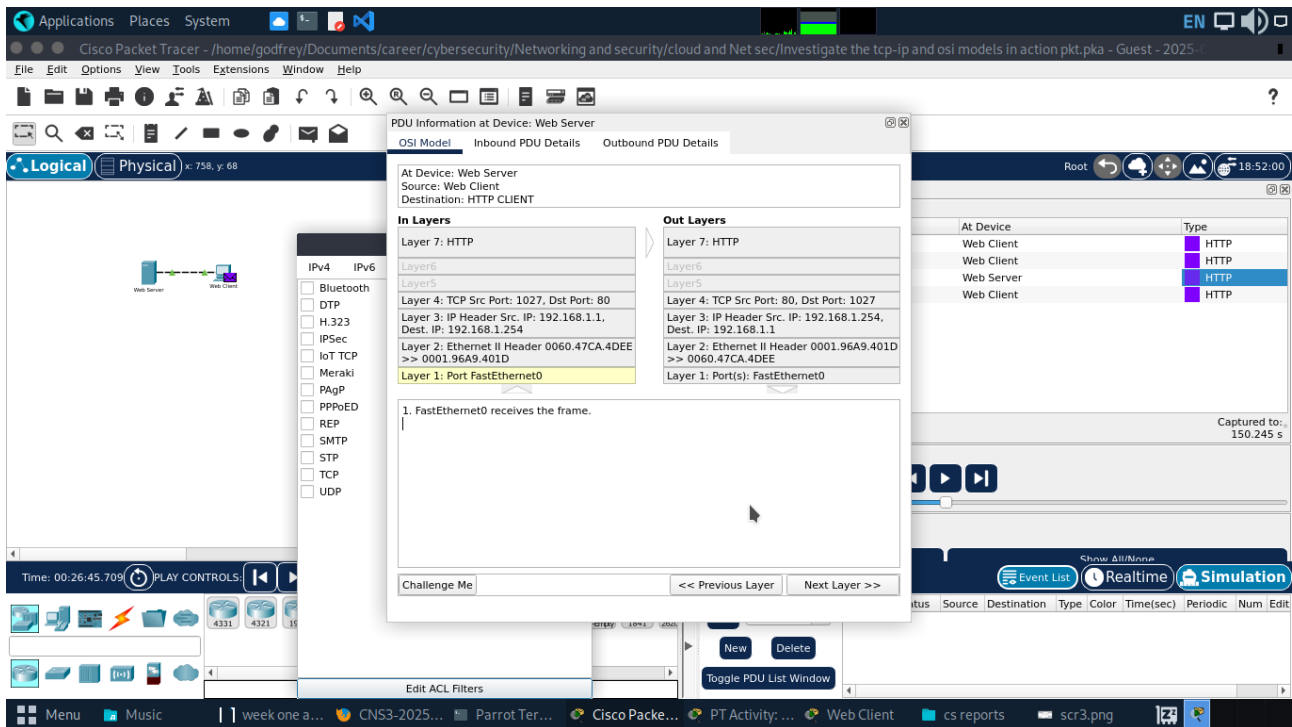 Applications Places System EN
Cisco Packet Tracer - /home/godfrey/Documents/career/cybersecurity/Networking and security/cloud and Net sec/Investigate the tcp-ip and osi models in action pkt.pka - Guest - 2025-
File Edit Options View Tools Extensions Window Help
?
Logical Physical x: 758, y: 68 Root 18:52:00
PDU Information at Device: Web Server
OSI Model Inbound PDU Details Outbound PDU Details
At Device: Web Server
Source: Web Client
Destination: HTTP CLIENT
In Layers Out Layers
Layer 7: HTTP Layer 7: HTTP
Layer6 Layer6
Layer5 Layer5
Layer 4: TCP Src Port: 1027, Dst Port: 80 Layer 4: TCP Src Port: 80, Dst Port: 1027
Layer 3: IP Header Src. IP: 192.168.1.1, Dest. IP: 192.168.1.254 Layer 3: IP Header Src. IP: 192.168.1.254, Dest. IP: 192.168.1.1
Layer 2: Ethernet II Header 0060.47CA.4DEE >> 0001.96A9.401D Layer 2: Ethernet II Header 0001.96A9.401D >> 0060.47CA.4DEE
Layer 1: Port FastEthernet0 Layer 1: Port(s): FastEthernet0
1. FastEthernet0 receives the frame.
Challenge Me << Previous Layer Next Layer >>
Web Server Web Client
IPv4 IPv6
Bluetooth
DTP
H.323
IPSec
IoT TCP
Meraki
PAgP
PPPoED
REP
SMTP
STP
TCP
UDP
Edit ACL Filters
At Device Type
Web Client HTTP
Web Client HTTP
Web Server HTTP
Web Client HTTP
Captured to:
150.245 s
Show All/None
Time: 00:26:45.709 PLAY CONTROLS: Event List Realtime Simulation
4331 4321 1841
tus Source Destination Type Color Time(sec) Periodic Num Edit
New Delete
Toggle PDU List Window
Menu Music week one a... CNS3-2025... Parrot Ter... Cisco Packe... PT Activity: ... Web Client cs reports scr3.png